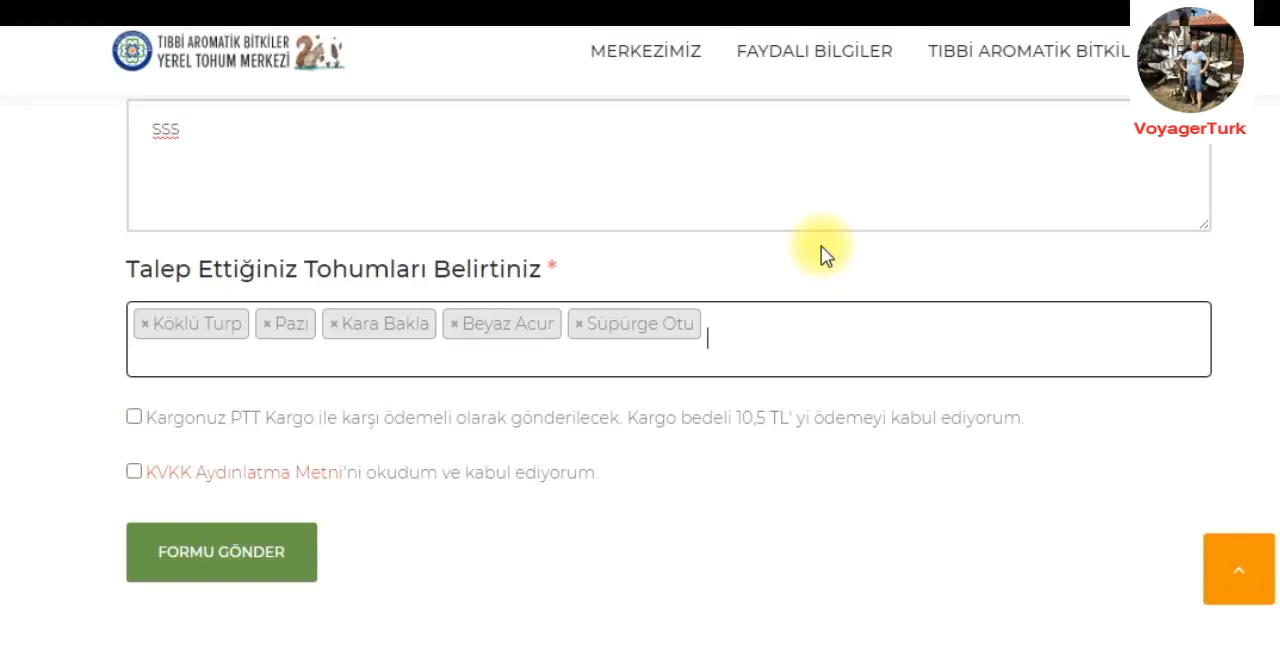 TIBBİ AROMATİK BİTKİLER
YEREL TOHUM MERKEZİ
MERKEZİMİZ FAYDALI BİLGİLER TIBBİ AROMATİK BİTKİL
VoyagerTurk
SSS
Talep Ettiğiniz Tohumları Belirtiniz *
× Köklü Turp × Pazı × Kara Bakla × Beyaz Acur × Süpürge Otu
Kargonuz PTT Kargo ile karşı ödemeli olarak gönderilecek. Kargo bedeli 10,5 TL' yi ödemeyi kabul ediyorum.
KVKK Aydınlatma Metni'ni okudum ve kabul ediyorum.
FORMU GÖNDER